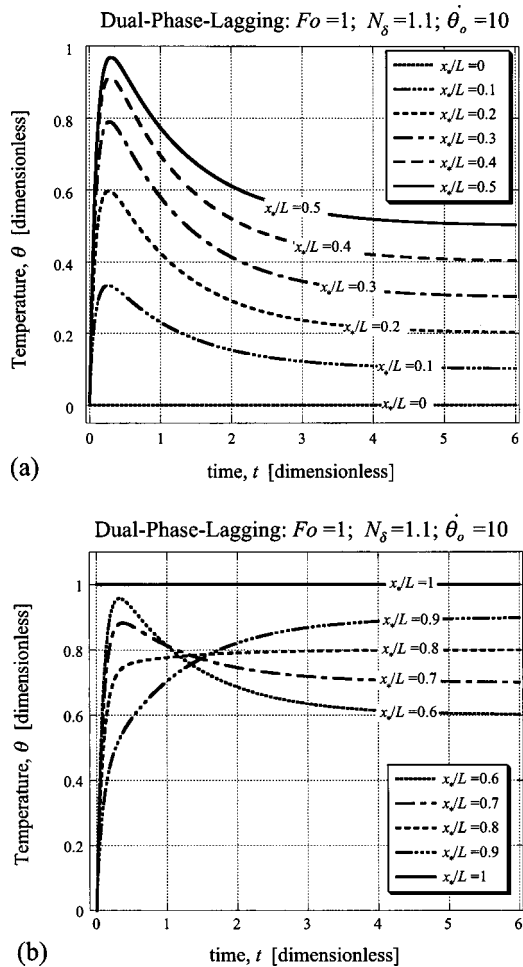 Dual-Phase-Lagging: Fo=1; N_δ=1.1; θ̇_o=10
Temperature, θ [dimensionless]
1
0.8
0.6
0.4
0.2
0
x*/L=0
x*/L=0.1
x*/L=0.2
x*/L=0.3
x*/L=0.4
x*/L=0.5
x*/L=0.5
x*/L=0.4
x*/L=0.3
x*/L=0.2
x*/L=0.1
x*/L=0
0 1 2 3 4 5 6
(a)
time, t [dimensionless]
Dual-Phase-Lagging: Fo=1; N_δ=1.1; θ̇_o=10
Temperature, θ [dimensionless]
1
0.8
0.6
0.4
0.2
0
x*/L=1
x*/L=0.9
x*/L=0.8
x*/L=0.7
x*/L=0.6
x*/L=0.6
x*/L=0.7
x*/L=0.8
x*/L=0.9
x*/L=1
0 1 2 3 4 5 6
(b)
time, t [dimensionless]